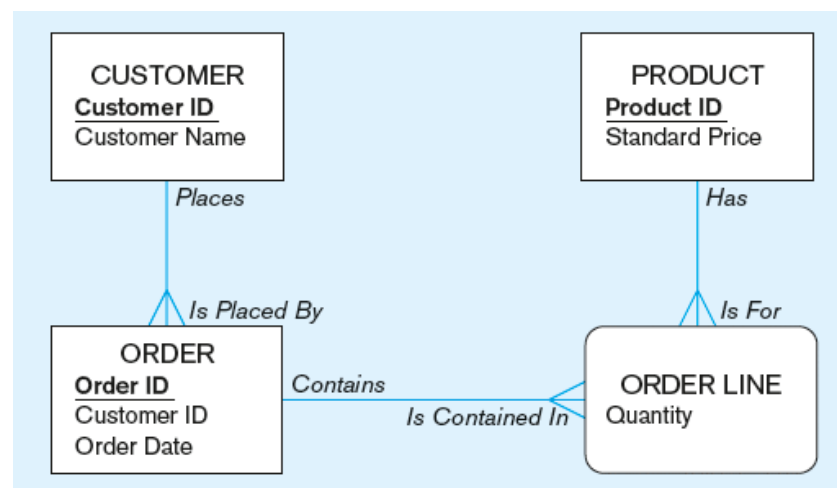 CUSTOMER
Customer ID
Customer Name
PRODUCT
Product ID
Standard Price
Places
Has
Is Placed By
Is For
ORDER
Order ID
Customer ID
Order Date
Contains
Is Contained In
ORDER LINE
Quantity